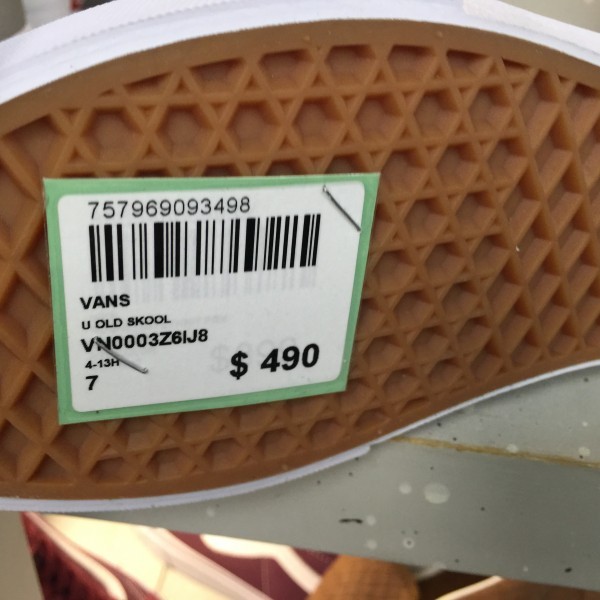 757969093498
VANS
U OLD SKOOL
VN0003Z6IJ8
4-13H
7
$ 490